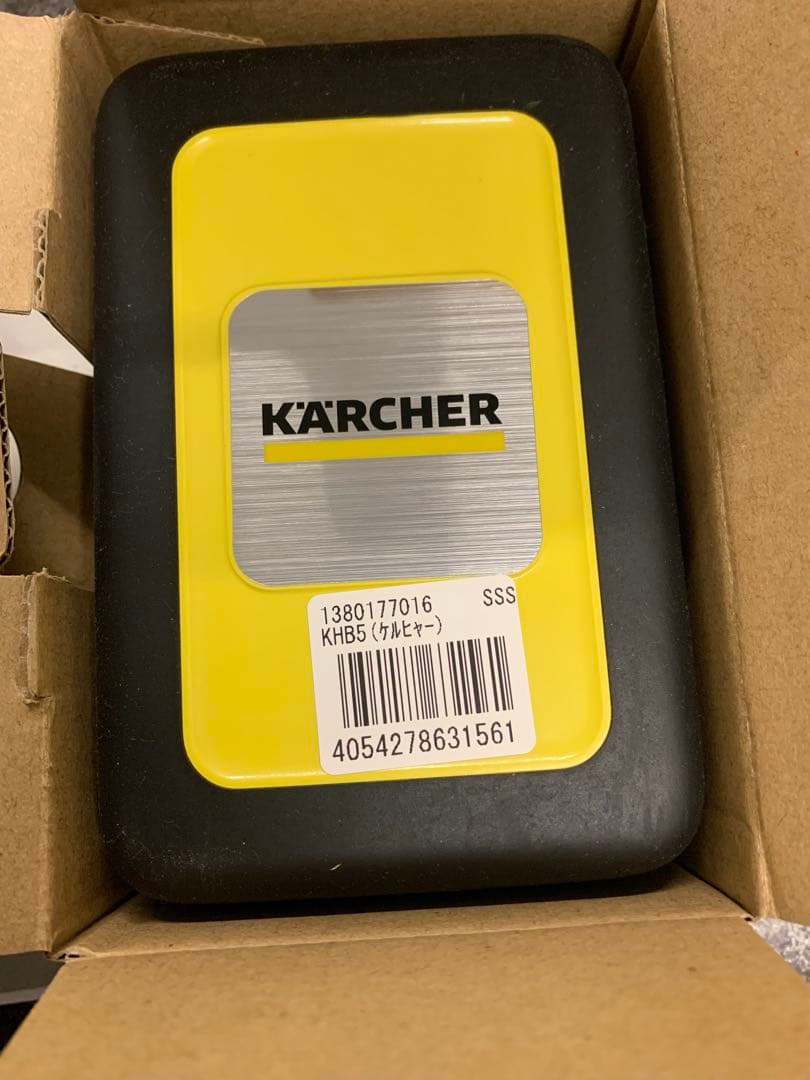 KÄRCHER
1380177016 SSS
KHB5(ｹﾙﾋｬｰ)
4054278631561